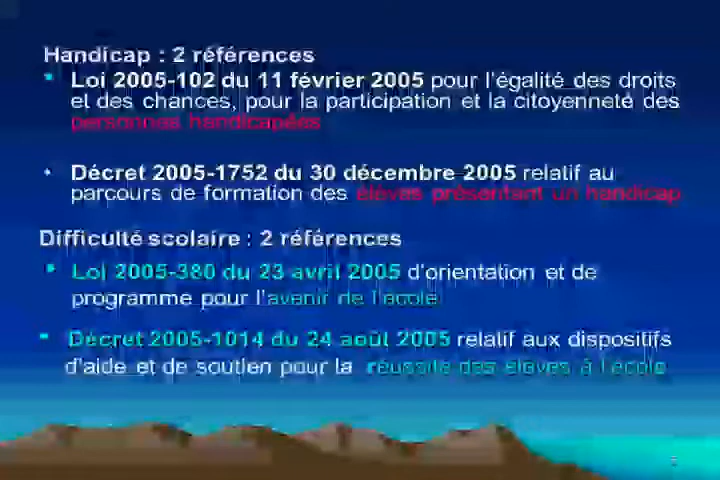 Handicap : 2 références
• Loi 2005-102 du 11 février 2005 pour l'égalité des droits
et des chances, pour la participation et la citoyenneté des
personnes handicapées
• Décret 2005-1752 du 30 décembre 2005 relatif au
parcours de formation des élèves présentant un handicap
Difficulté scolaire : 2 références
• Loi 2005-380 du 23 avril 2005 d'orientation et de
programme pour l'avenir de l'école
• Décret 2005-1014 du 24 août 2005 relatif aux dispositifs
d'aide et de soutien pour la réussite des élèves à l'école